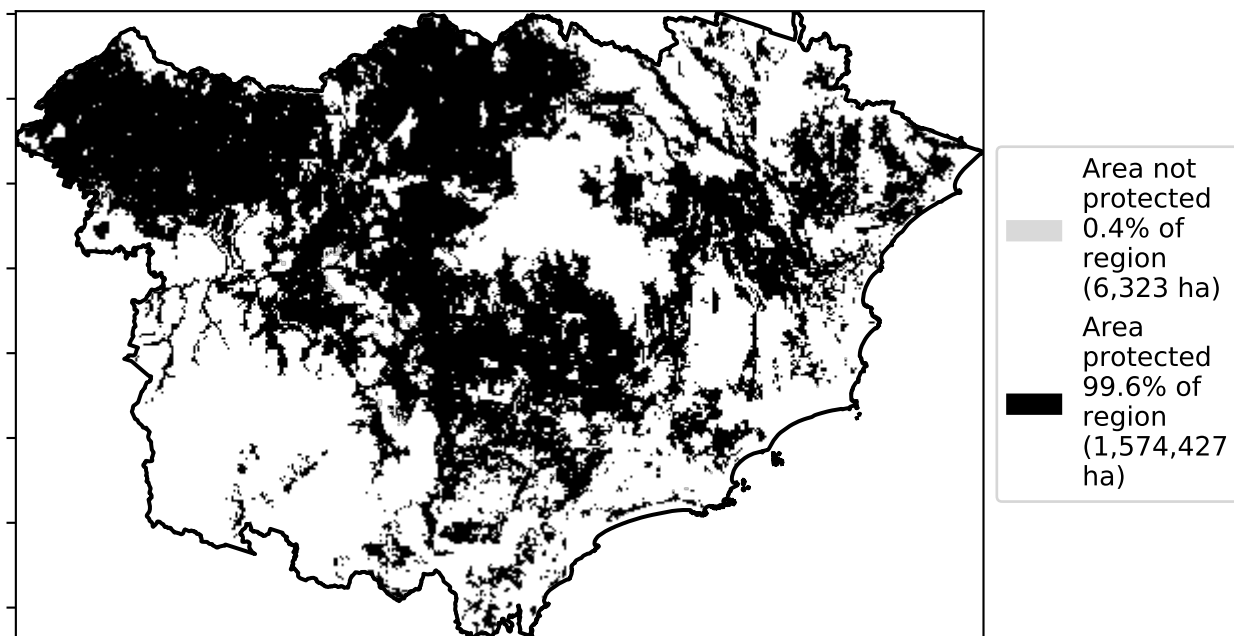 Area not
protected
0.4% of
region
(6,323 ha)
Area
protected
99.6% of
region
(1,574,427
ha)